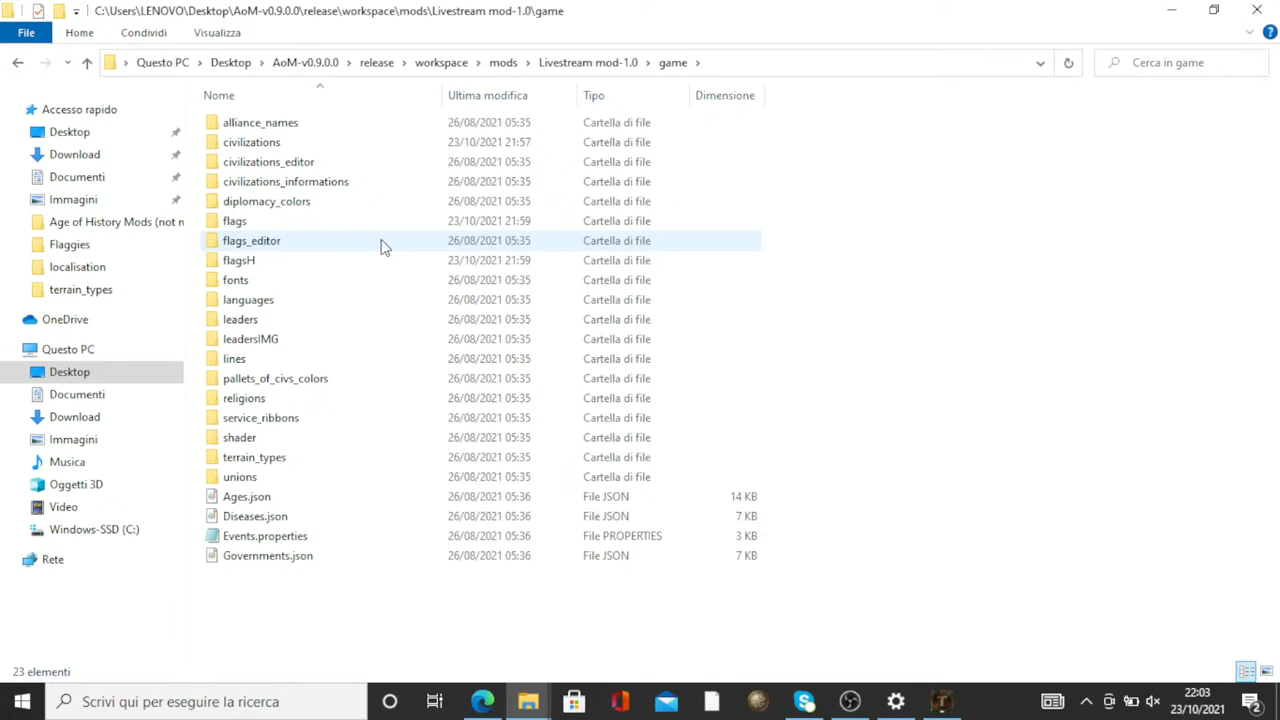 C:\Users\LENOVO\Desktop\AoM-v0.9.0.0\release\workspace\mods\Livestream mod-1.0\game
File Home Condividi Visualizza
Questo PC Desktop AoM-v0.9.0.0 release workspace mods Livestream mod-1.0 game Cerca in game
Nome Ultima modifica Tipo Dimensione
Accesso rapido
Desktop
Download
Documenti
Immagini
Age of History Mods (not n
Flaggies
localisation
terrain_types
OneDrive
Questo PC
Desktop
Documenti
Download
Immagini
Musica
Oggetti 3D
Video
Windows-SSD (C:)
Rete
alliance_names 26/08/2021 05:35 Cartella di file
civilizations 23/10/2021 21:57 Cartella di file
civilizations_editor 26/08/2021 05:35 Cartella di file
civilizations_informations 26/08/2021 05:35 Cartella di file
diplomacy_colors 26/08/2021 05:35 Cartella di file
flags 23/10/2021 21:59 Cartella di file
flags_editor 26/08/2021 05:35 Cartella di file
flagsH 23/10/2021 21:59 Cartella di file
fonts 26/08/2021 05:35 Cartella di file
languages 26/08/2021 05:35 Cartella di file
leaders 26/08/2021 05:35 Cartella di file
leadersIMG 26/08/2021 05:35 Cartella di file
lines 26/08/2021 05:35 Cartella di file
pallets_of_civs_colors 26/08/2021 05:35 Cartella di file
religions 26/08/2021 05:35 Cartella di file
service_ribbons 26/08/2021 05:35 Cartella di file
shader 26/08/2021 05:35 Cartella di file
terrain_types 26/08/2021 05:35 Cartella di file
unions 26/08/2021 05:35 Cartella di file
Ages.json 26/08/2021 05:36 File JSON 14 KB
Diseases.json 26/08/2021 05:36 File JSON 7 KB
Events.properties 26/08/2021 05:36 File PROPERTIES 3 KB
Governments.json 26/08/2021 05:36 File JSON 7 KB
23 elementi
Scrivi qui per eseguire la ricerca
22:03
23/10/2021
2